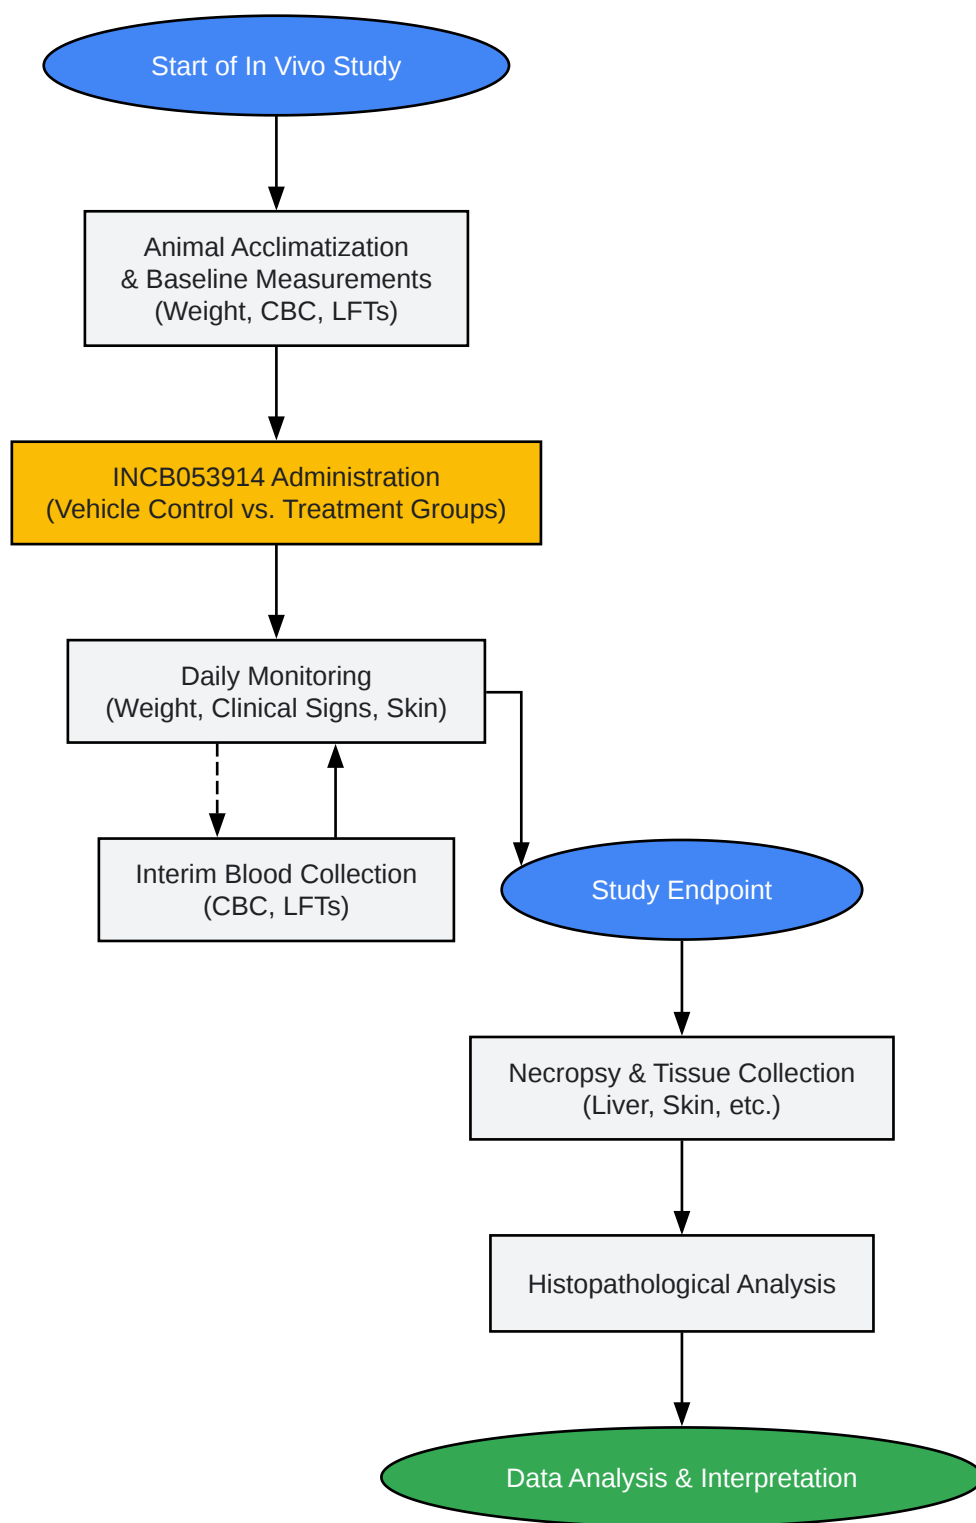 Start of In Vivo Study
Animal Acclimatization
& Baseline Measurements
(Weight, CBC, LFTs)
INCB053914 Administration
(Vehicle Control vs. Treatment Groups)
Daily Monitoring
(Weight, Clinical Signs, Skin)
Interim Blood Collection
(CBC, LFTs)
Study Endpoint
Necropsy & Tissue Collection
(Liver, Skin, etc.)
Histopathological Analysis
Data Analysis & Interpretation